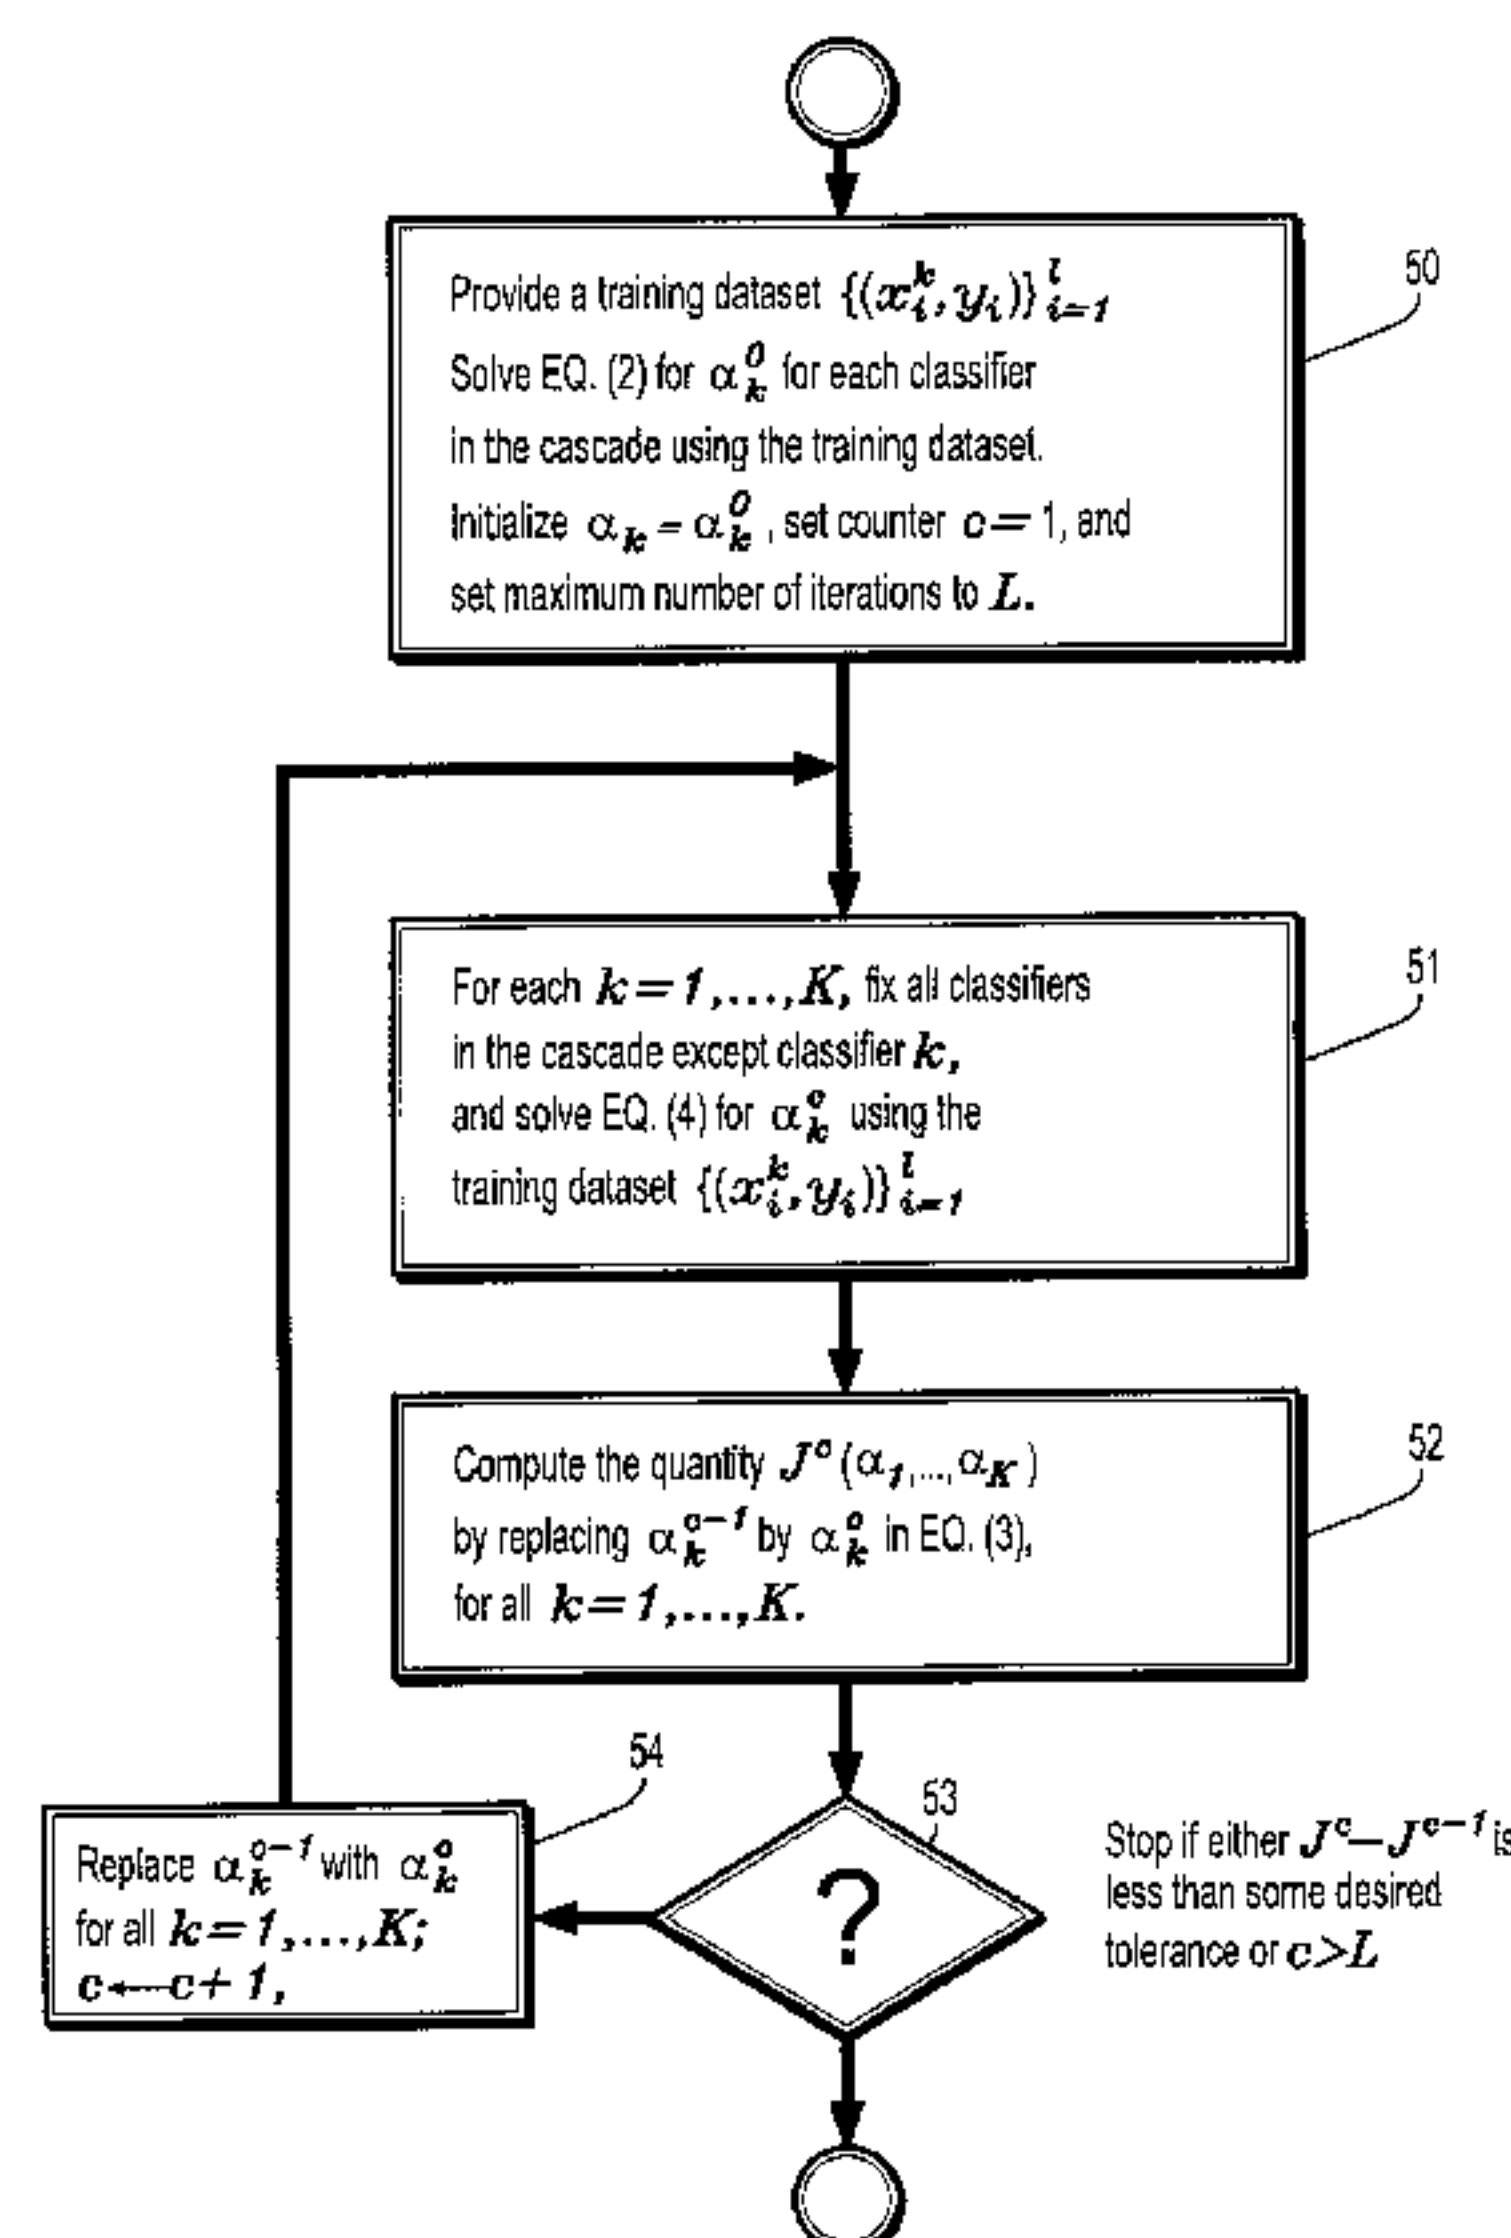 Provide a training dataset {(x_i^k, y_i)}_{i=1}^l
50
Solve EQ. (2) for α_k^0 for each classifier
in the cascade using the training dataset.
Initialize α_k = α_k^0, set counter c = 1, and
set maximum number of iterations to L.
For each k = 1,...,K, fix all classifiers
51
in the cascade except classifier k,
and solve EQ. (4) for α_k^c using the
training dataset {(x_i^k, y_i)}_{i=1}^l
Compute the quantity J^c(α_1,...,α_K)
52
by replacing α_k^{c-1} by α_k^c in EQ. (3),
for all k = 1,...,K.
54
Replace α_k^{c-1} with α_k^c
for all k = 1,...,K;
c ← c + 1,
53
?
Stop if either J^c — J^{c-1} is
less than some desired
tolerance or c > L